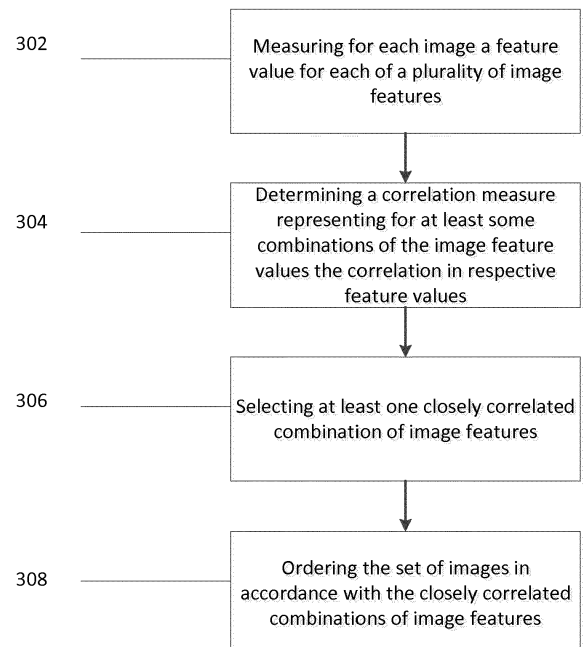 302
Measuring for each image a feature
value for each of a plurality of image
features
304
Determining a correlation measure
representing for at least some
combinations of the image feature
values the correlation in respective
feature values
306
Selecting at least one closely correlated
combination of image features
308
Ordering the set of images in
accordance with the closely correlated
combinations of image features